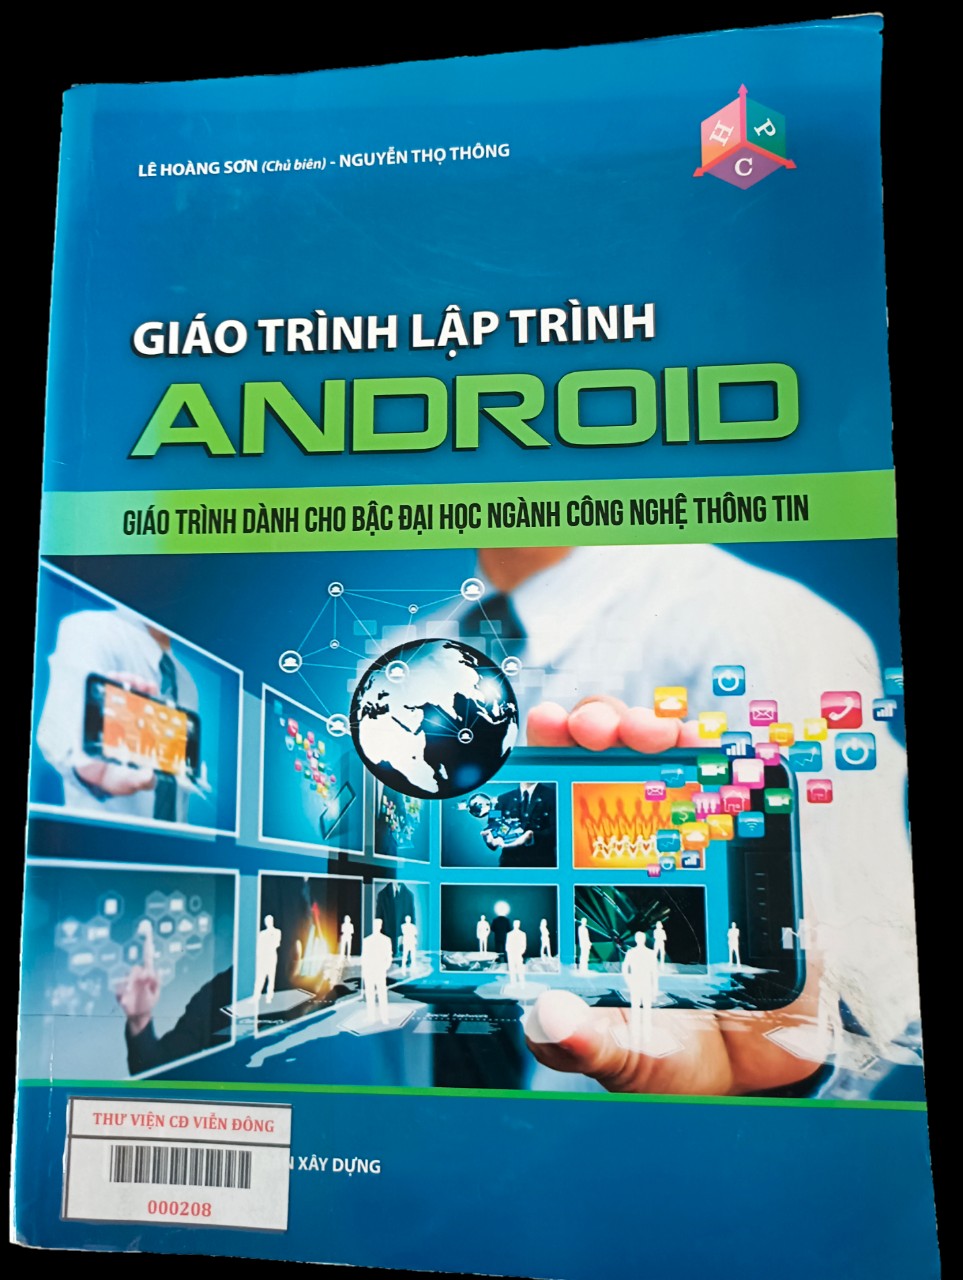 LÊ HOÀNG SƠN (Chủ biên) - NGUYỄN THỌ THÔNG
H P C
GIÁO TRÌNH LẬP TRÌNH
ANDROID
GIÁO TRÌNH DÀNH CHO BẬC ĐẠI HỌC NGÀNH CÔNG NGHỆ THÔNG TIN
THƯ VIỆN CĐ VIỄN ĐÔNG
XÂY DỰNG
000208